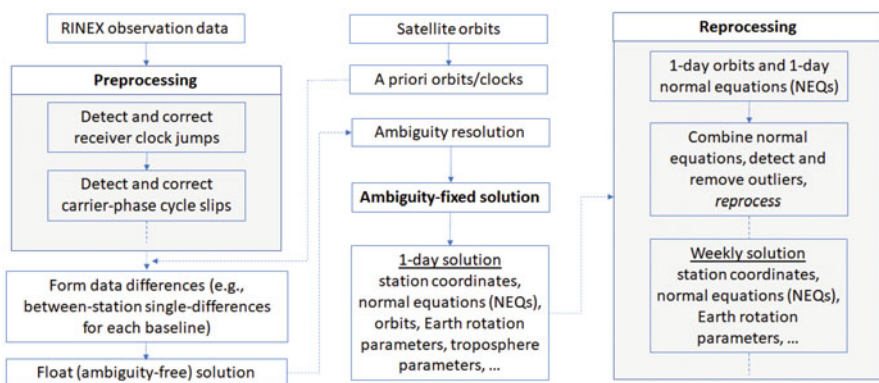 RINEX observation data
Preprocessing
Detect and correct
receiver clock jumps
Detect and correct
carrier-phase cycle slips
Form data differences (e.g.,
between-station single-differences
for each baseline)
Float (ambiguity-free) solution
Satellite orbits
A priori orbits/clocks
Ambiguity resolution
Ambiguity-fixed solution
1-day solution
station coordinates,
normal equations (NEQs),
orbits, Earth rotation
parameters, troposphere
parameters, ...
Reprocessing
1-day orbits and 1-day
normal equations (NEQs)
Combine normal
equations, detect and
remove outliers,
reprocess
Weekly solution
station coordinates,
normal equations (NEQs),
Earth rotation
parameters, ...